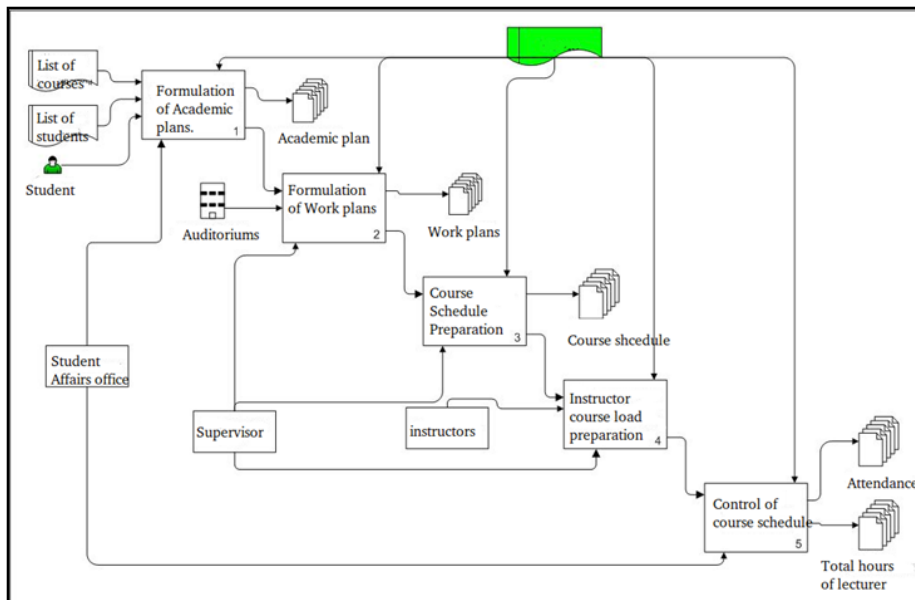 List of
courses
Formulation
of Academic
plans.
1
List of
students
Academic plan
Student
Formulation
of Work plans
2
Auditoriums
Work plans
Course
Schedule
Preparation
3
Course shcedule
Student
Affairs office
Instructor
course load
preparation
4
Supervisor
instructors
Attendance
Control of
course schedule
5
Total hours
of lecturer